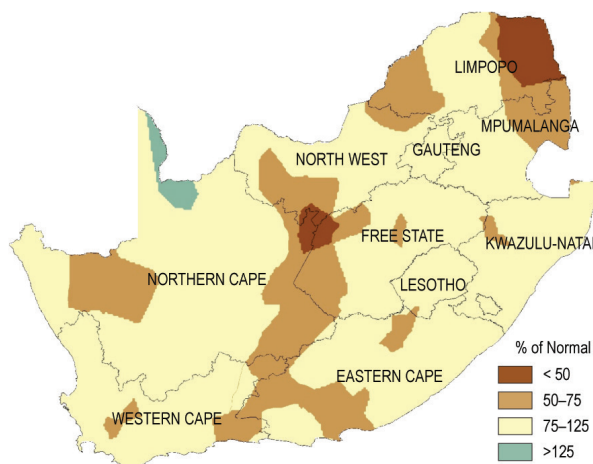 LIMPOPO
MPUMALANGA
GAUTENG
NORTH WEST
FREE STATE
KWAZULU-NATAL
NORTHERN CAPE
LESOTHO
EASTERN CAPE
WESTERN CAPE
% of Normal
< 50
50–75
75–125
>125